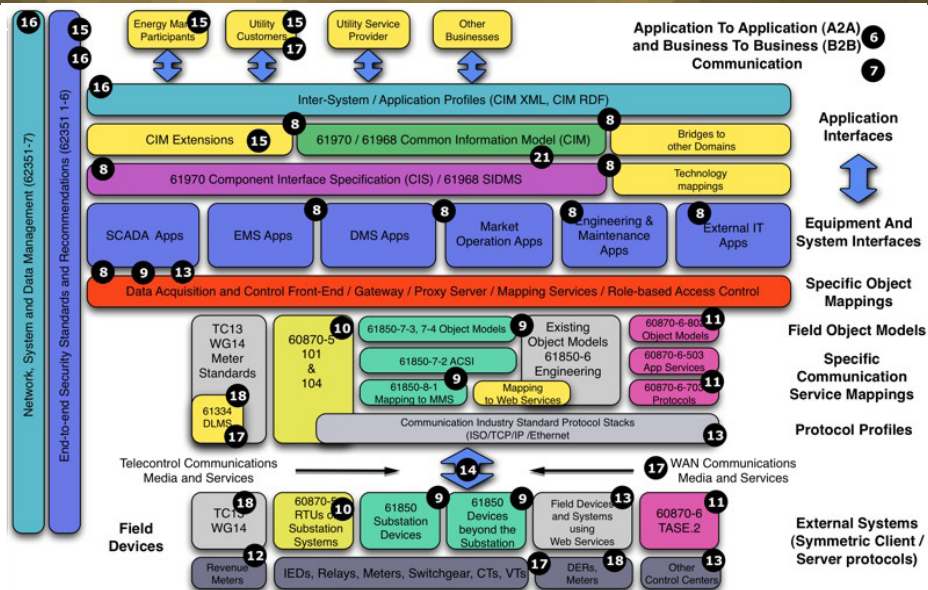 16
15
16
Network, System and Data Management (62351-7)
End-to-end Security Standards and Recommendations (62351 1-6)
Energy
Participants
15
Utility
Customers
15
17
Utility Service
Provider
Other
Businesses
Application To Application (A2A)
and Business To Business (B2B)
Communication
6
7
16
Inter-System / Application Profiles (CIM XML, CIM RDF)
CIM Extensions
15
8
61970 / 61968 Common Information Model (CIM)
8
21
Bridges to
other Domains
Application
Interfaces
8
61970 Component Interface Specification (CIS) / 61968 SIDMS
8
Technology
mappings
SCADA Apps
EMS Apps
8
DMS Apps
8
Market
Operation Apps
8
Engineering &
Maintenance Apps
8
External IT
Apps
Equipment And
System Interfaces
8
9
13
Data Acquisition and Control Front-End / Gateway / Proxy Server / Mapping Services / Role-based Access Control
Specific Object
Mappings
TC13
WG14
Meter
Standards
18
61334
DLMS
17
60870-5
101
&
104
10
61850-7-3, 7-4 Object Models
9
61850-7-2 ACSI
61850-8-1
Mapping to MMS
9
Mapping
to Web Services
Existing
Object Models
61850-6
Engineering
60870-6-802
Object Models
11
60870-6-503
App Services
60870-6-703
Protocols
11
Field Object Models
Specific
Communication
Service Mappings
Communication Industry Standard Protocol Stacks
(ISO/TCP/IP /Ethernet
13
Protocol Profiles
Telecontrol Communications
Media and Services
14
17
WAN Communications
Media and Services
Field
Devices
TC13
WG14
18
60870-5
RTUs
Substation
Systems
10
61850
Substation
Devices
9
61850
Devices
beyond the
Substation
9
Field Devices
and Systems
using
Web Services
13
60870-6
TASE.2
11
External Systems
(Symmetric Client /
Server protocols)
Revenue
Meters
12
IEDs, Relays, Meters, Switchgear, CTs, VTs
17
DERs,
Meters
18
Other
Control Centers
13